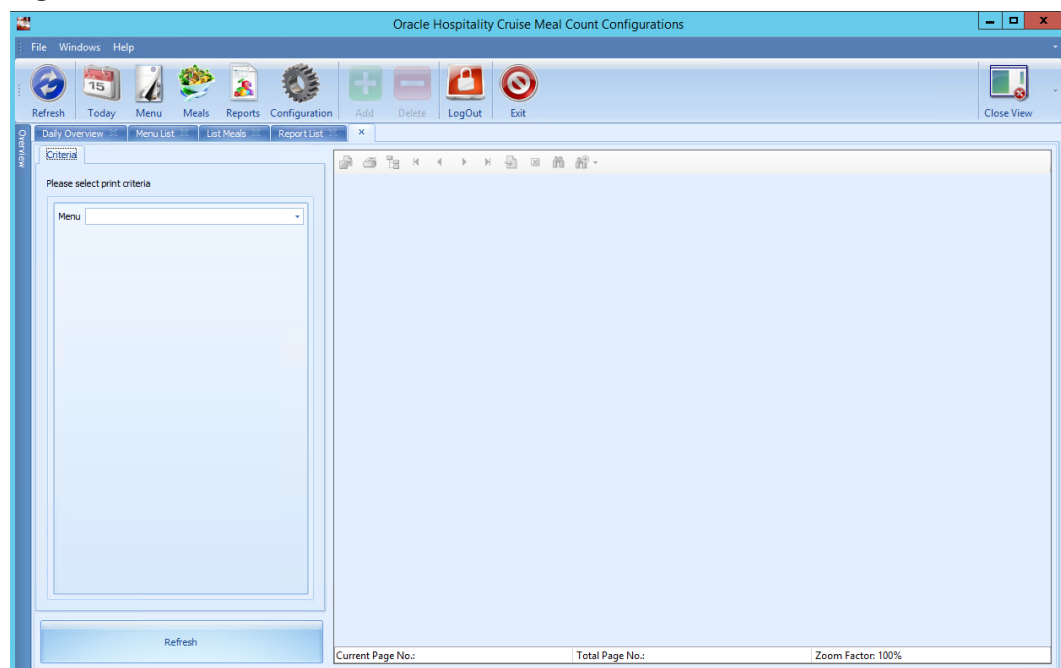 Oracle Hospitality Cruise Meal Count Configurations
File Windows Help
15
Refresh Today Menu Meals Reports Configuration Add Delete LogOut Exit Close View
Overview
Daily Overview Menu List List Meals Report List
Criteria
Please select print criteria
Menu
Refresh
Current Page No.: Total Page No.: Zoom Factor: 100%